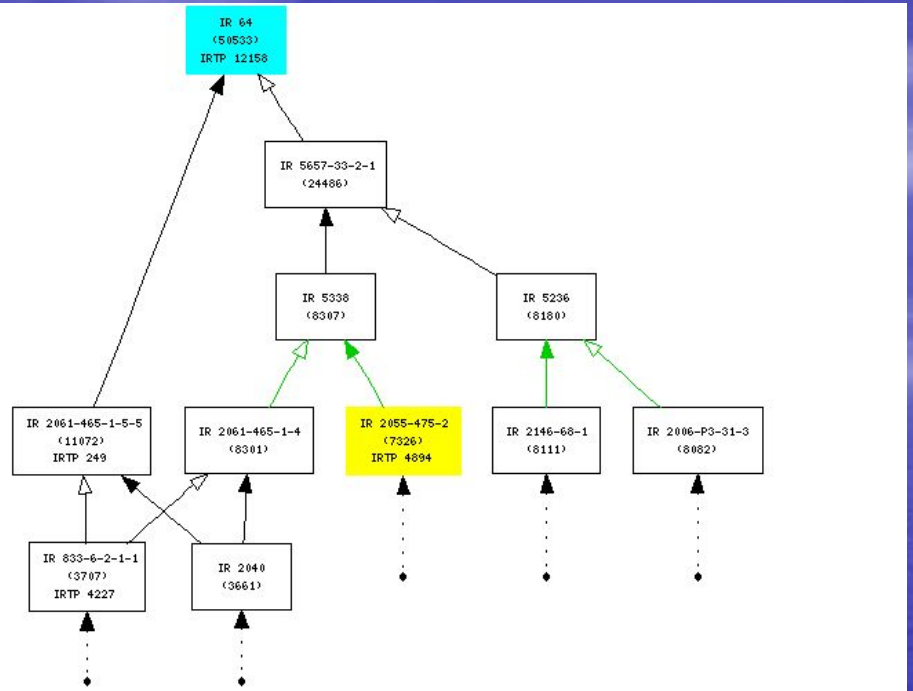 IR 64
(50533)
IRTP 12158
IR 5657-33-2-1
(24486)
IR 5338
(8307)
IR 5236
(8180)
IR 2061-465-1-5-5
(11072)
IRTP 249
IR 2061-465-1-4
(8301)
IR 2055-475-2
(7326)
IRTP 4894
IR 2146-68-1
(8111)
IR 2006-P3-31-3
(8082)
IR 833-6-2-1-1
(3707)
IRTP 4227
IR 2040
(3661)